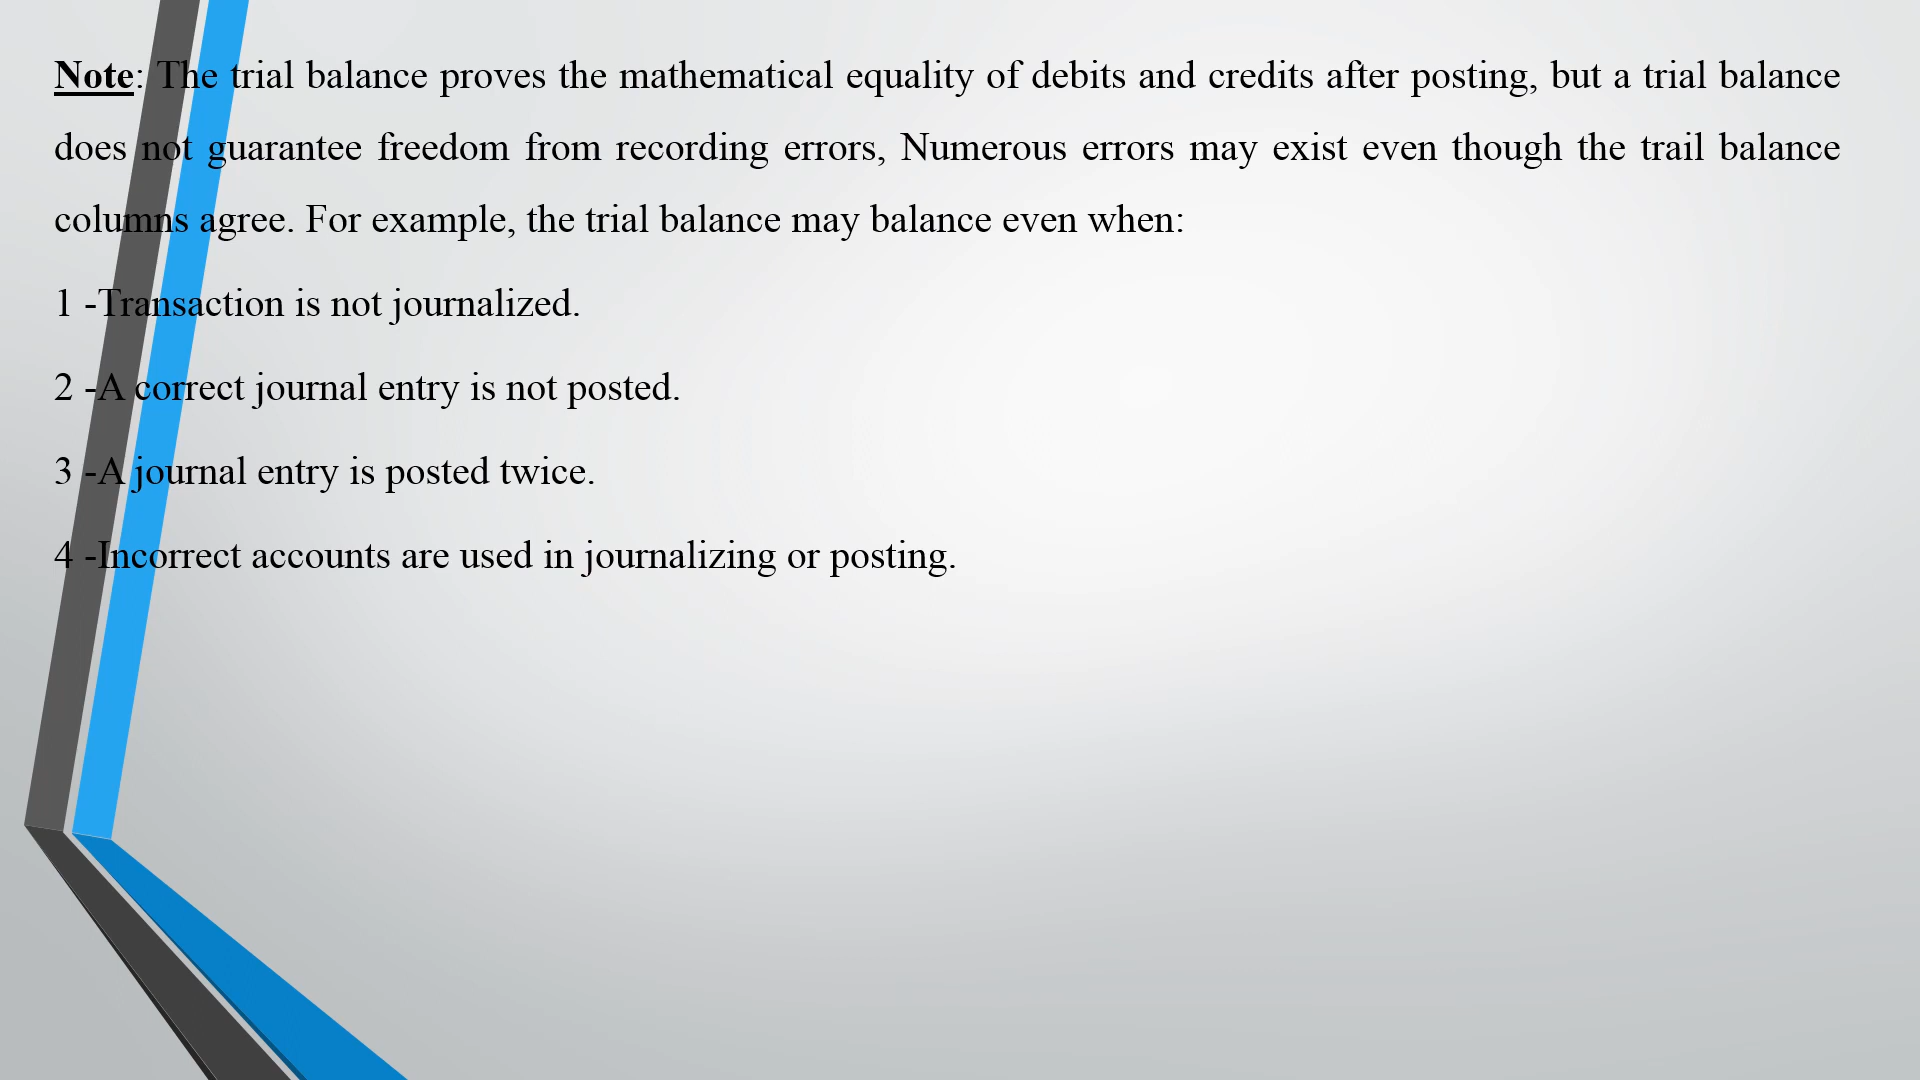 Note: The trial balance proves the mathematical equality of debits and credits after posting, but a trial balance
does not guarantee freedom from recording errors, Numerous errors may exist even though the trail balance
columns agree. For example, the trial balance may balance even when:
1 -Transaction is not journalized.
2 -A correct journal entry is not posted.
3 -A journal entry is posted twice.
4 -Incorrect accounts are used in journalizing or posting.